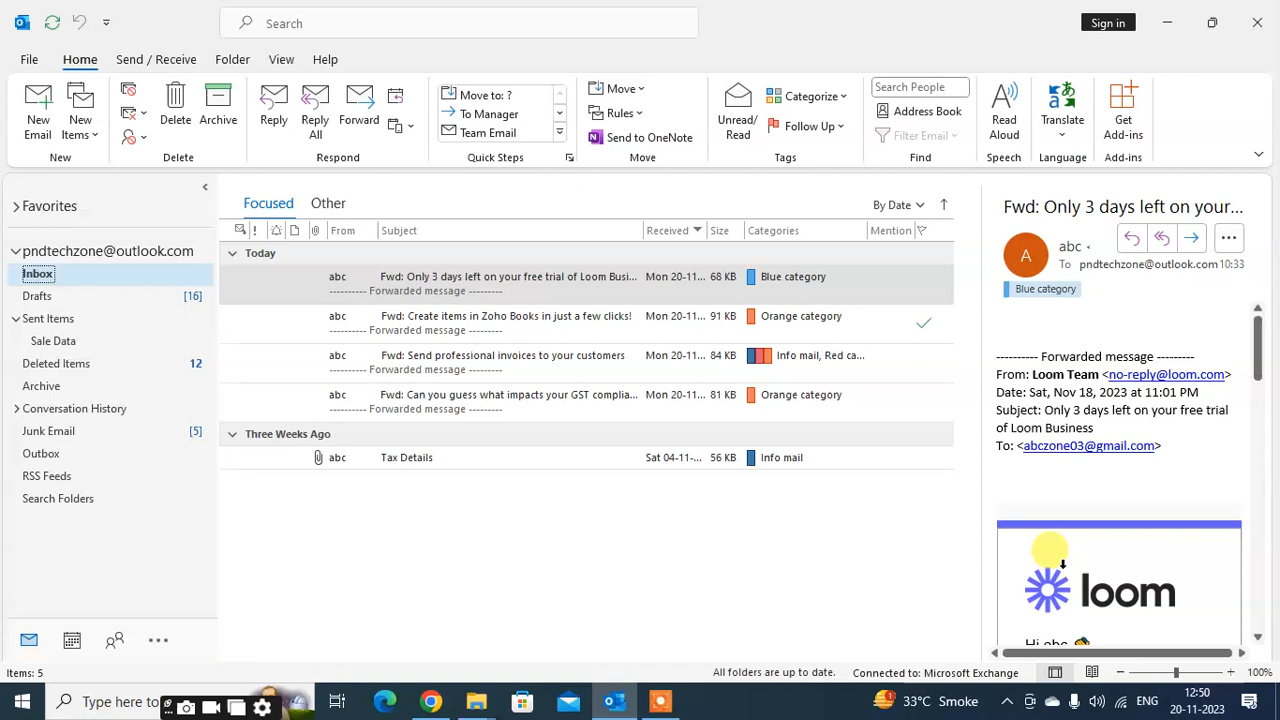 Search
Sign in
File Home Send / Receive Folder View Help
New Email
New Items
New
Delete
Archive
Delete
Reply
Reply All
Forward
Respond
Move to: ?
To Manager
Team Email
Quick Steps
Move
Rules
Send to OneNote
Move
Unread/ Read
Categorize
Follow Up
Tags
Search People
Address Book
Filter Email
Find
Read Aloud
Speech
Translate
Language
Get Add-ins
Add-ins
Favorites
pndtechzone@outlook.com
Inbox
Drafts [16]
Sent Items
Sale Data
Deleted Items 12
Archive
Conversation History
Junk Email [5]
Outbox
RSS Feeds
Search Folders
Focused Other By Date
! From Subject Received Size Categories Mention
Today
abc Fwd: Only 3 days left on your free trial of Loom Busi... Mon 20-11... 68 KB Blue category
---------- Forwarded message ---------
abc Fwd: Create items in Zoho Books in just a few clicks! Mon 20-11... 91 KB Orange category
---------- Forwarded message ---------
abc Fwd: Send professional invoices to your customers Mon 20-11... 84 KB Info mail, Red ca...
---------- Forwarded message ---------
abc Fwd: Can you guess what impacts your GST complia... Mon 20-11... 81 KB Orange category
---------- Forwarded message ---------
Three Weeks Ago
abc Tax Details Sat 04-11-... 56 KB Info mail
Fwd: Only 3 days left on your...
A
abc
To pndtechzone@outlook.com 10:33
Blue category
---------- Forwarded message ---------
From: Loom Team <no-reply@loom.com>
Date: Sat, Nov 18, 2023 at 11:01 PM
Subject: Only 3 days left on your free trial
of Loom Business
To: <abczone03@gmail.com>
loom
Hi abc
Items: 5 All folders are up to date. Connected to: Microsoft Exchange 100%
Type here to
33°C Smoke
ENG
12:50
20-11-2023